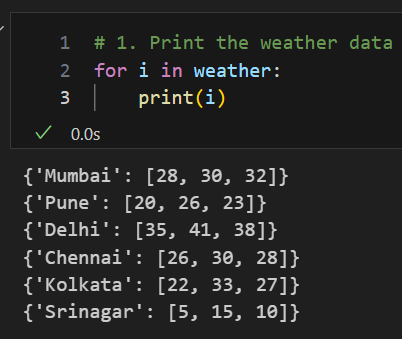 1 # 1. Print the weather data
2 for i in weather:
3     print(i)
0.0s
{'Mumbai': [28, 30, 32]}
{'Pune': [20, 26, 23]}
{'Delhi': [35, 41, 38]}
{'Chennai': [26, 30, 28]}
{'Kolkata': [22, 33, 27]}
{'Srinagar': [5, 15, 10]}